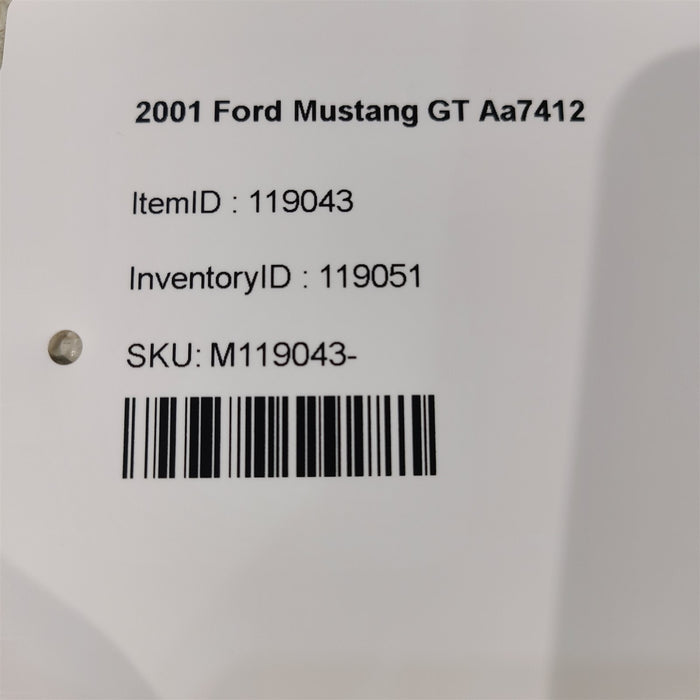 2001 Ford Mustang GT Aa7412
ItemID : 119043
InventoryID : 119051
SKU: M119043-